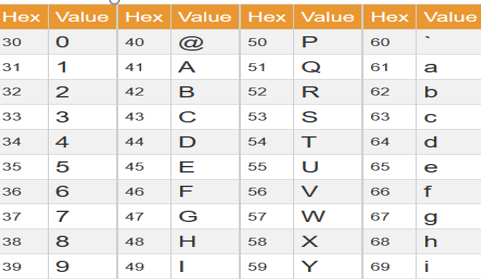 Hex Value Hex Value Hex Value Hex Value
30 0 40 @ 50 P 60 `
31 1 41 A 51 Q 61 a
32 2 42 B 52 R 62 b
33 3 43 C 53 S 63 c
34 4 44 D 54 T 64 d
35 5 45 E 55 U 65 e
36 6 46 F 56 V 66 f
37 7 47 G 57 W 67 g
38 8 48 H 58 X 68 h
39 9 49 I 59 Y 69 i